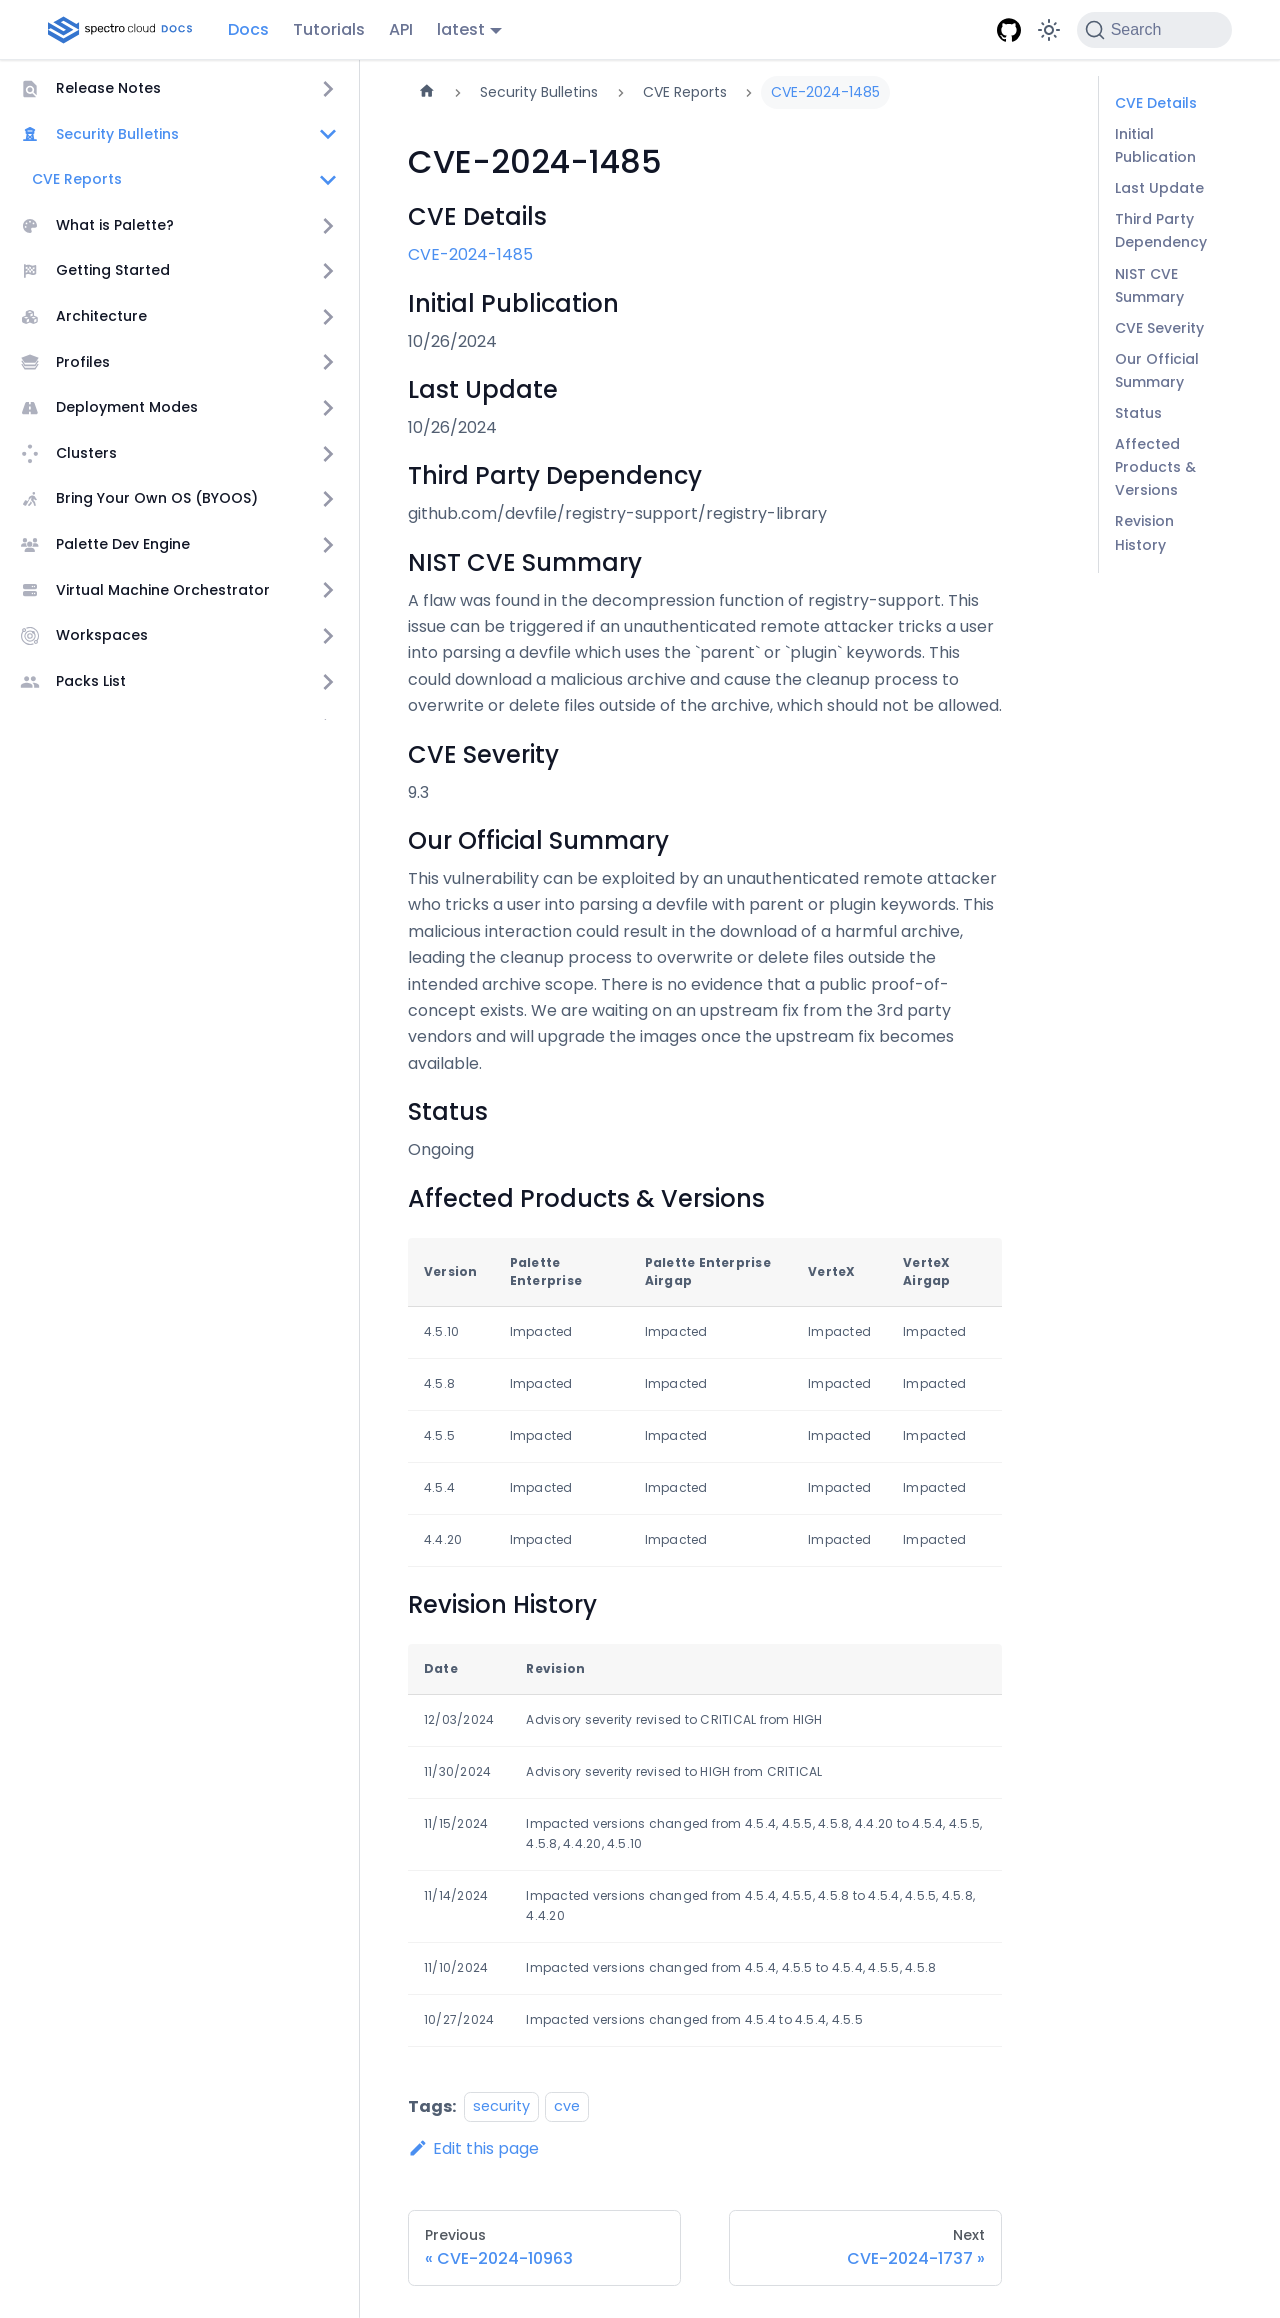 spectro cloud DOCS
Docs
Tutorials
API
latest
Search
Release Notes
Security Bulletins
CVE Reports
What is Palette?
Getting Started
Architecture
Profiles
Deployment Modes
Clusters
Bring Your Own OS (BYOOS)
Palette Dev Engine
Virtual Machine Orchestrator
Workspaces
Packs List
Security Bulletins
CVE Reports
CVE-2024-1485
CVE-2024-1485
CVE Details
CVE-2024-1485
Initial Publication
10/26/2024
Last Update
10/26/2024
Third Party Dependency
github.com/devfile/registry-support/registry-library
NIST CVE Summary
A flaw was found in the decompression function of registry-support. This
issue can be triggered if an unauthenticated remote attacker tricks a user
into parsing a devfile which uses the `parent` or `plugin` keywords. This
could download a malicious archive and cause the cleanup process to
overwrite or delete files outside of the archive, which should not be allowed.
CVE Severity
9.3
Our Official Summary
This vulnerability can be exploited by an unauthenticated remote attacker
who tricks a user into parsing a devfile with parent or plugin keywords. This
malicious interaction could result in the download of a harmful archive,
leading the cleanup process to overwrite or delete files outside the
intended archive scope. There is no evidence that a public proof-of-
concept exists. We are waiting on an upstream fix from the 3rd party
vendors and will upgrade the images once the upstream fix becomes
available.
Status
Ongoing
Affected Products & Versions
Version Palette Enterprise Palette Enterprise Airgap VerteX VerteX Airgap
4.5.10 Impacted Impacted Impacted Impacted
4.5.8 Impacted Impacted Impacted Impacted
4.5.5 Impacted Impacted Impacted Impacted
4.5.4 Impacted Impacted Impacted Impacted
4.4.20 Impacted Impacted Impacted Impacted
Revision History
Date Revision
12/03/2024 Advisory severity revised to CRITICAL from HIGH
11/30/2024 Advisory severity revised to HIGH from CRITICAL
11/15/2024 Impacted versions changed from 4.5.4, 4.5.5, 4.5.8, 4.4.20 to 4.5.4, 4.5.5,
4.5.8, 4.4.20, 4.5.10
11/14/2024 Impacted versions changed from 4.5.4, 4.5.5, 4.5.8 to 4.5.4, 4.5.5, 4.5.8,
4.4.20
11/10/2024 Impacted versions changed from 4.5.4, 4.5.5 to 4.5.4, 4.5.5, 4.5.8
10/27/2024 Impacted versions changed from 4.5.4 to 4.5.4, 4.5.5
Tags: security cve
Edit this page
Previous
« CVE-2024-10963
Next
CVE-2024-1737 »
CVE Details
Initial
Publication
Last Update
Third Party
Dependency
NIST CVE
Summary
CVE Severity
Our Official
Summary
Status
Affected
Products &
Versions
Revision
History